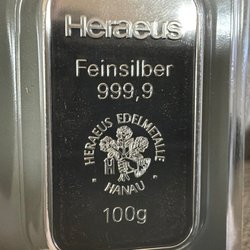 Heraeus
Feinsilber
999,9
HERAEUS EDELMETALLE
· HANAU ·
100g